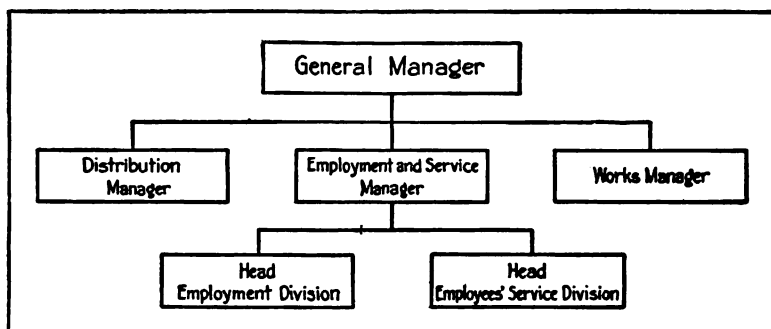 General Manager
Distribution
Manager
Employment and Service
Manager
Works Manager
Head
Employment Division
Head
Employees' Service Division